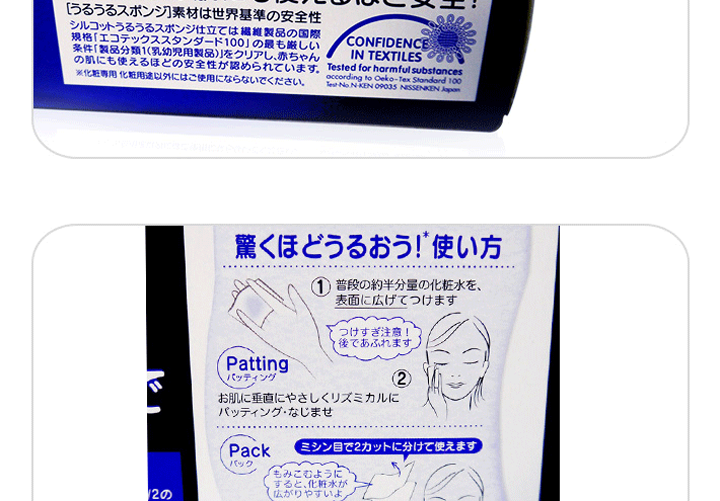 [うるうるスポンジ]素材は世界基準の安全性
シルコットうるうるスポンジ仕立ては繊維製品の国際
規格「エコテックススタンダード100」の最も厳しい
条件「製品分類1(乳幼児用製品)」をクリアし、赤ちゃん
の肌にも使えるほどの安全性が認められています。
※化粧専用 化粧用途以外にはご使用にならないでください。
CONFIDENCE
IN TEXTILES
Tested for harmful substances
according to Oeko-Tex Standard 100
Test-No.N-KEN 09035 NISSENKEN Japan
驚くほどうるおう!*使い方
① 普段の約半分量の化粧水を、
表面に広げてつけます
つけすぎ注意!
後であふれます
Patting
パッティング
②
お肌に垂直にやさしくリズミカルに
パッティング・なじませ
Pack
パック
ミシン目で2カットに分けて使えます
もみこむように
すると、化粧水が
広がりやすいよ
で
1/2の